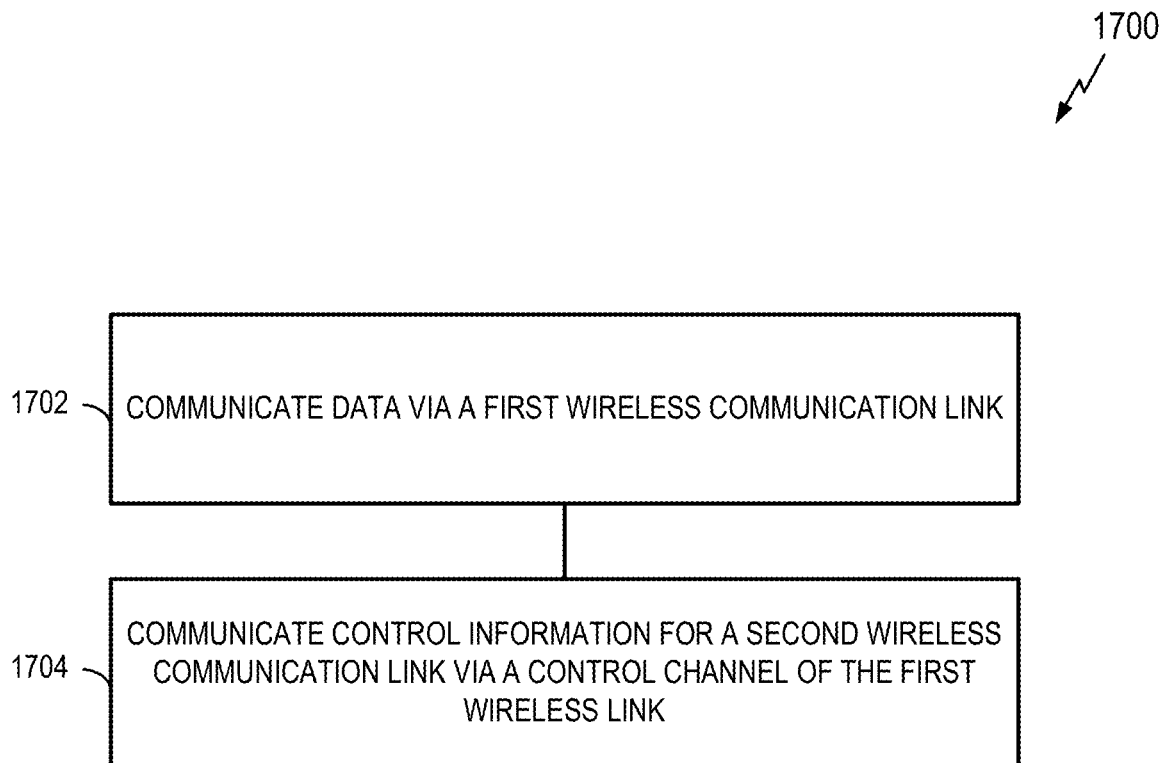 1700
1702
COMMUNICATE DATA VIA A FIRST WIRELESS COMMUNICATION LINK
1704
COMMUNICATE CONTROL INFORMATION FOR A SECOND WIRELESS
COMMUNICATION LINK VIA A CONTROL CHANNEL OF THE FIRST
WIRELESS LINK